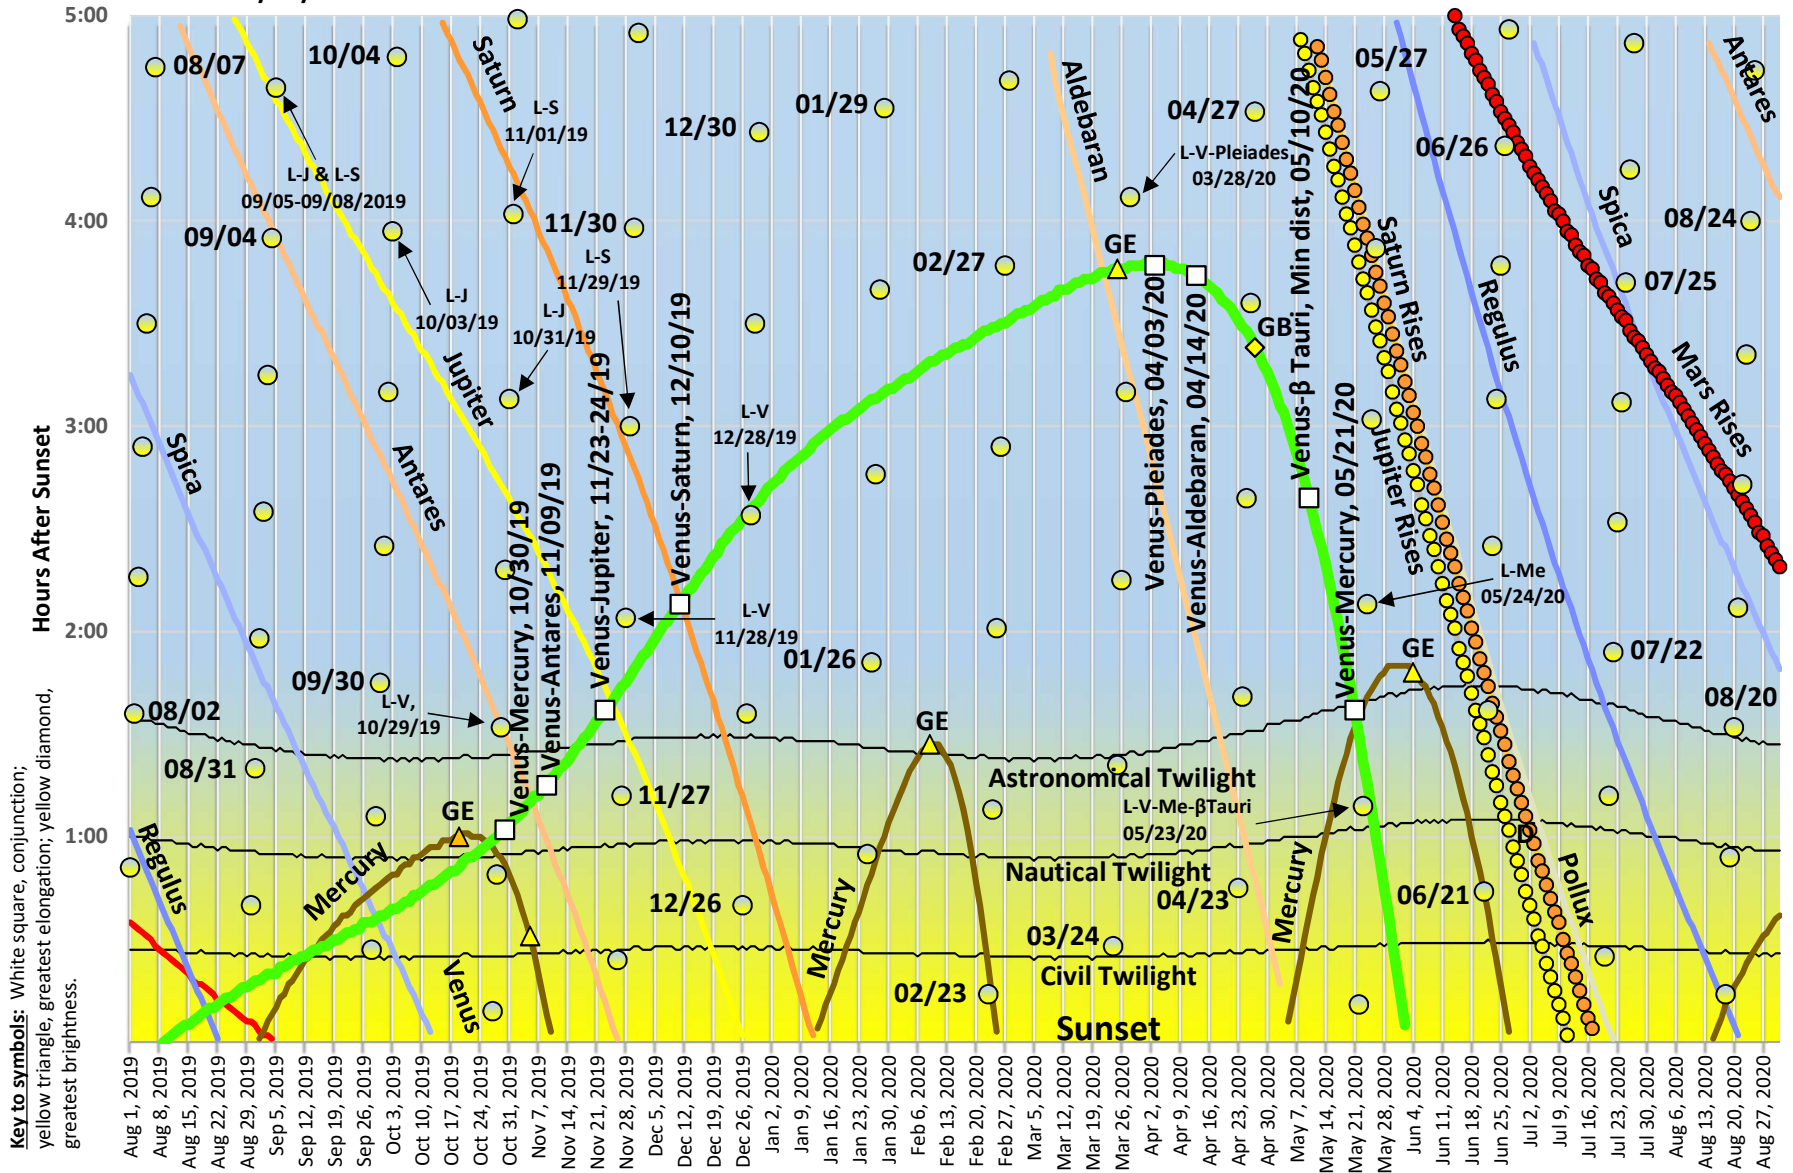 5:00
4:00
3:00
2:00
1:00
Hours After Sunset
Key to symbols: White square, conjunction;
yellow triangle, greatest elongation; yellow diamond,
greatest brightness.
08/07
10/04
Saturn
L-S
11/01/19
L-J & L-S
09/05-09/08/2019
09/04
12/30
01/29
Aldebaran
04/27
L-V-Pleiades
03/28/20
05/27
06/26
Antares
Spica
08/24
07/25
11/30
L-S
11/29/19
L-J
10/03/19
L-J
10/31/19
02/27
GE
GB
Saturn Rises
Regulus
Mars Rises
Jupiter
Spica
Antares
L-V
12/28/19
Jupiter Rises
Venus-Mercury, 10/30/19
Venus-Antares, 11/09/19
Venus-Jupiter, 11/23-24/19
Venus-Saturn, 12/10/19
Venus-Pleiades, 04/03/20
Venus-Aldebaran, 04/14/20
Venus-β Tauri, Min dist, 05/10/20
Venus-Mercury, 05/21/20
L-Me
05/24/20
L-V
11/28/19
01/26
GE
07/22
09/30
L-V,
10/29/19
08/02
08/20
GE
08/31
11/27
Astronomical Twilight
L-V-Me-βTauri
05/23/20
GE
Regulus
Mercury
Nautical Twilight
04/23
Mercury
06/21
D
Pollux
12/26
Mercury
03/24
Venus
02/23
Civil Twilight
Sunset
Aug 1, 2019
Aug 8, 2019
Aug 15, 2019
Aug 22, 2019
Aug 29, 2019
Sep 5, 2019
Sep 12, 2019
Sep 19, 2019
Sep 26, 2019
Oct 3, 2019
Oct 10, 2019
Oct 17, 2019
Oct 24, 2019
Oct 31, 2019
Nov 7, 2019
Nov 14, 2019
Nov 21, 2019
Nov 28, 2019
Dec 5, 2019
Dec 12, 2019
Dec 19, 2019
Dec 26, 2019
Jan 2, 2020
Jan 9, 2020
Jan 16, 2020
Jan 23, 2020
Jan 30, 2020
Feb 6, 2020
Feb 13, 2020
Feb 20, 2020
Feb 27, 2020
Mar 5, 2020
Mar 12, 2020
Mar 19, 2020
Mar 26, 2020
Apr 2, 2020
Apr 9, 2020
Apr 16, 2020
Apr 23, 2020
Apr 30, 2020
May 7, 2020
May 14, 2020
May 21, 2020
May 28, 2020
Jun 4, 2020
Jun 11, 2020
Jun 18, 2020
Jun 25, 2020
Jul 2, 2020
Jul 9, 2020
Jul 16, 2020
Jul 23, 2020
Jul 30, 2020
Aug 6, 2020
Aug 13, 2020
Aug 20, 2020
Aug 27, 2020